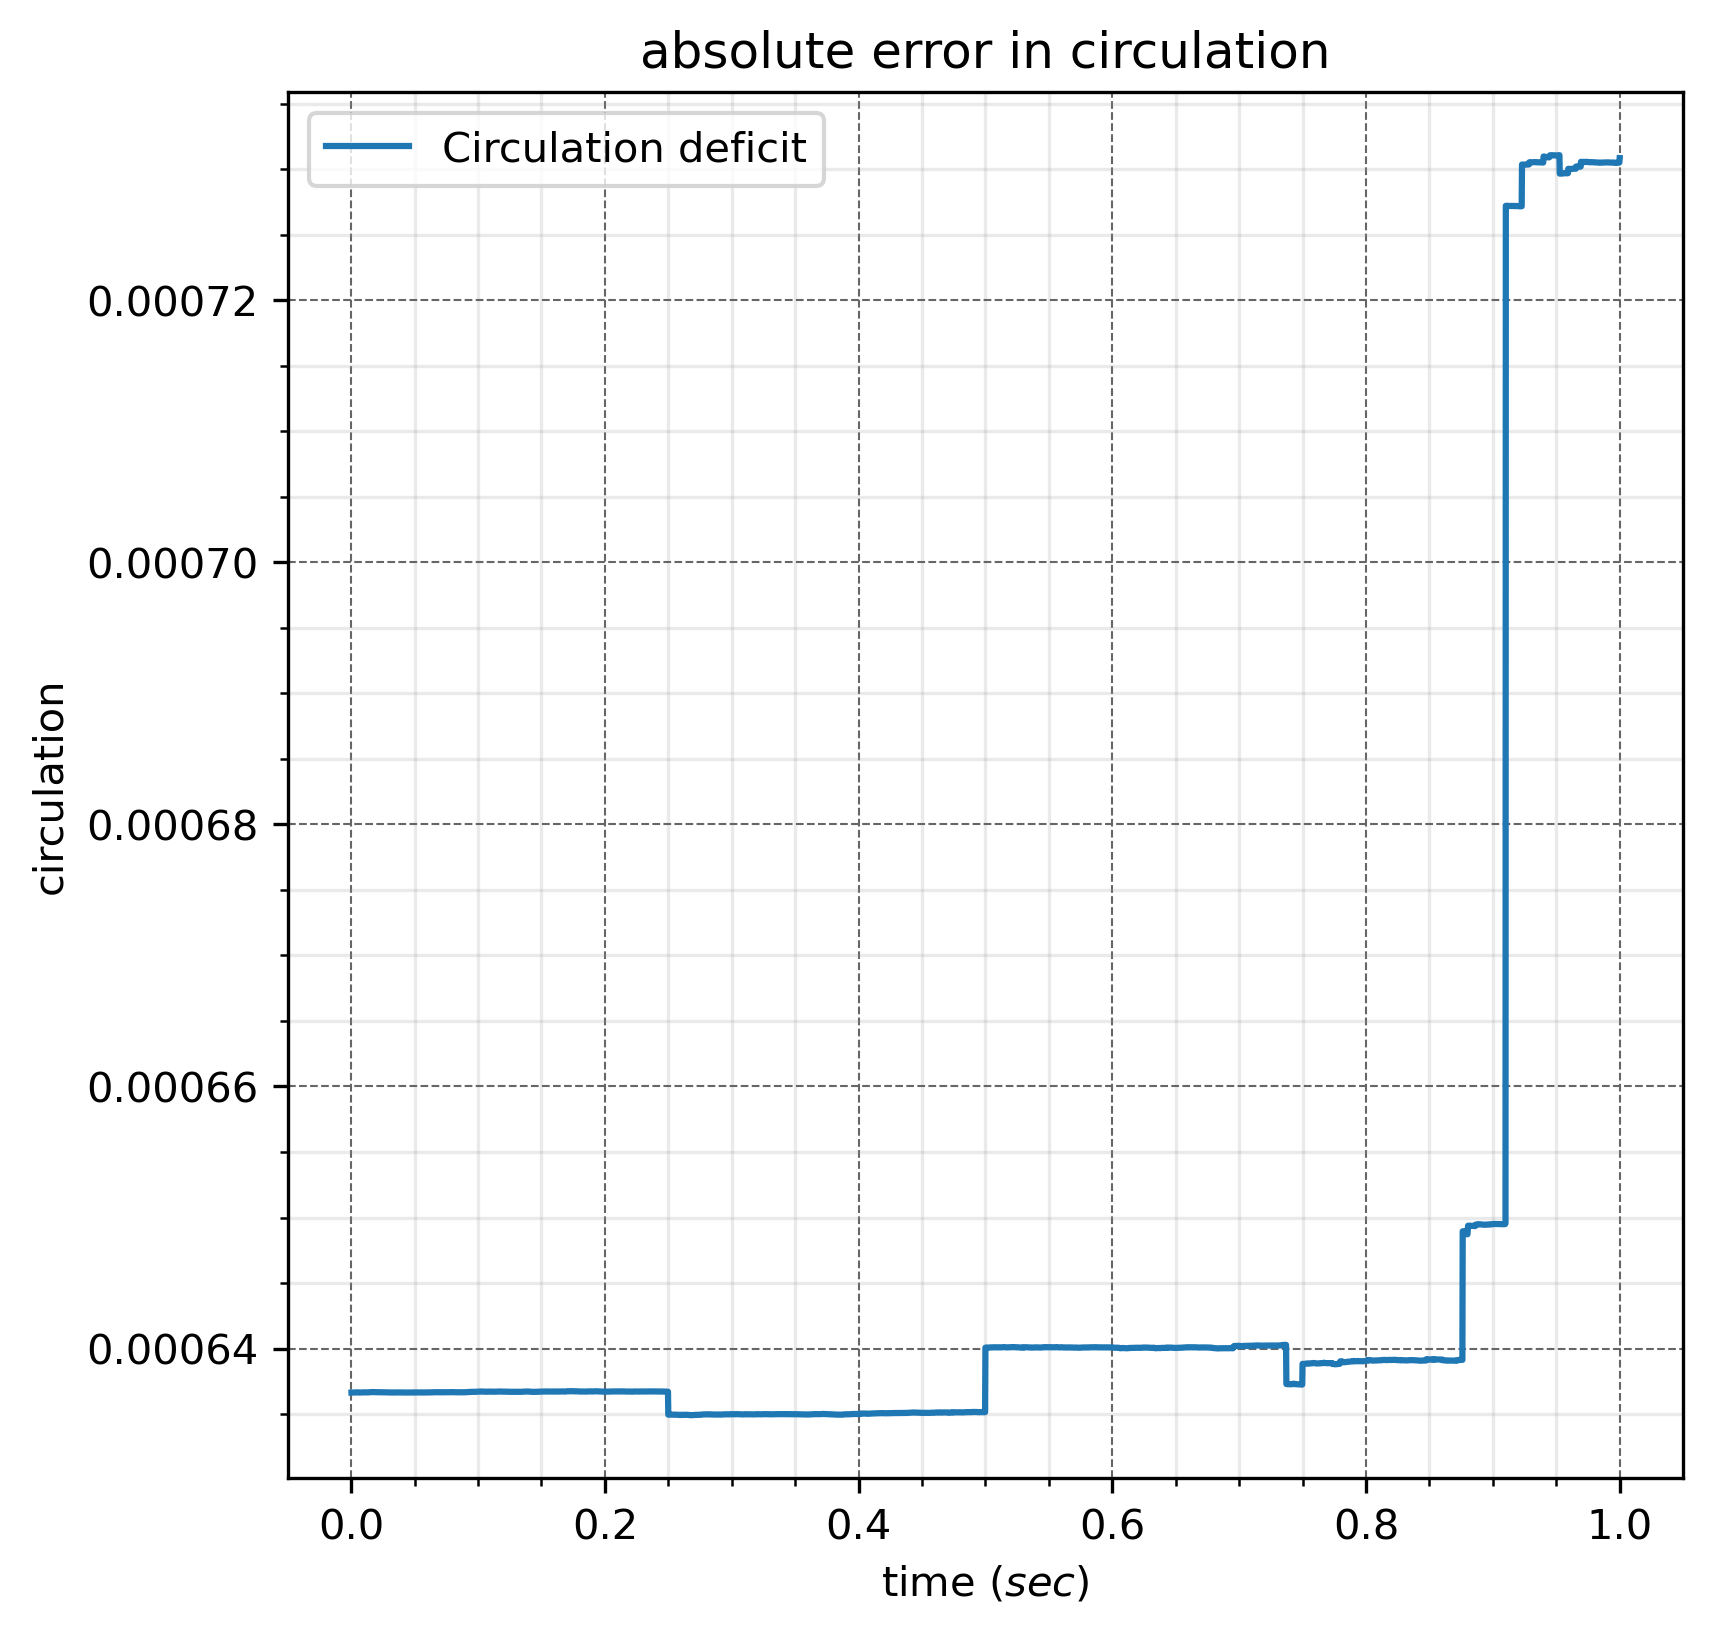 absolute error in circulation
Circulation deficit
0.00072
0.00070
0.00068
0.00066
0.00064
circulation
0.0 0.2 0.4 0.6 0.8 1.0
time (sec)